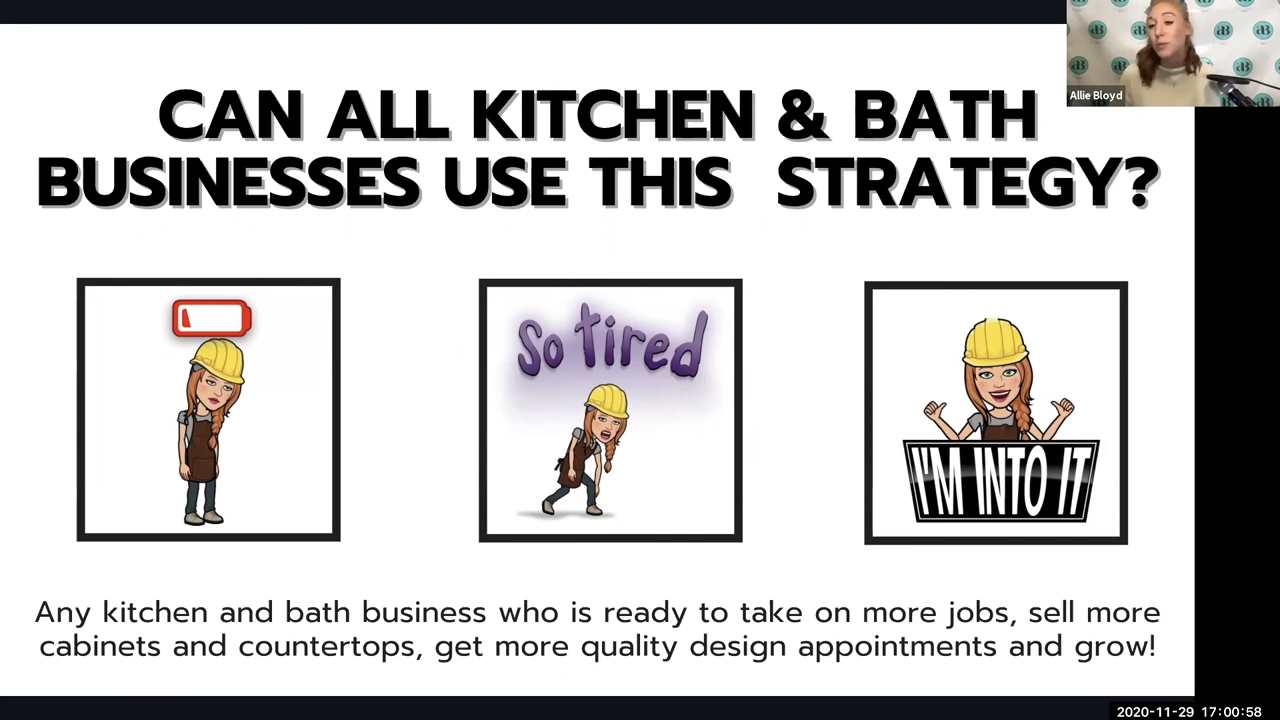 CAN ALL KITCHEN & BATH
BUSINESSES USE THIS STRATEGY?
Allie Bloyd
So tired
I'M INTO IT
Any kitchen and bath business who is ready to take on more jobs, sell more
cabinets and countertops, get more quality design appointments and grow!
2020-11-29 17:00:58